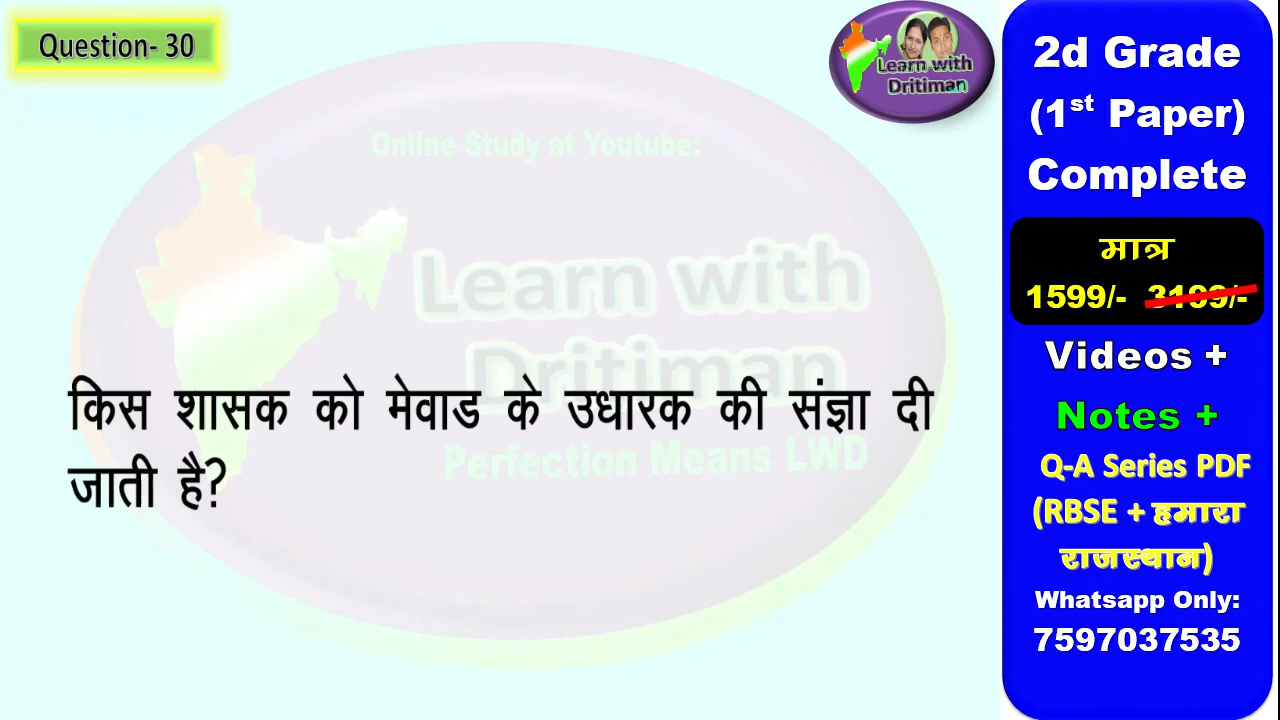 Question- 30
Learn with
Dritiman
Online Study at Youtube:
Learn with
Dritiman
Perfection Means LWD
किस शासक को मेवाड के उधारक की संज्ञा दी
जाती है?
2d Grade
(1st Paper)
Complete
मात्र
1599/- 3199/-
Videos +
Notes +
Q-A Series PDF
(RBSE + हमारा
राजस्थान)
Whatsapp Only:
7597037535